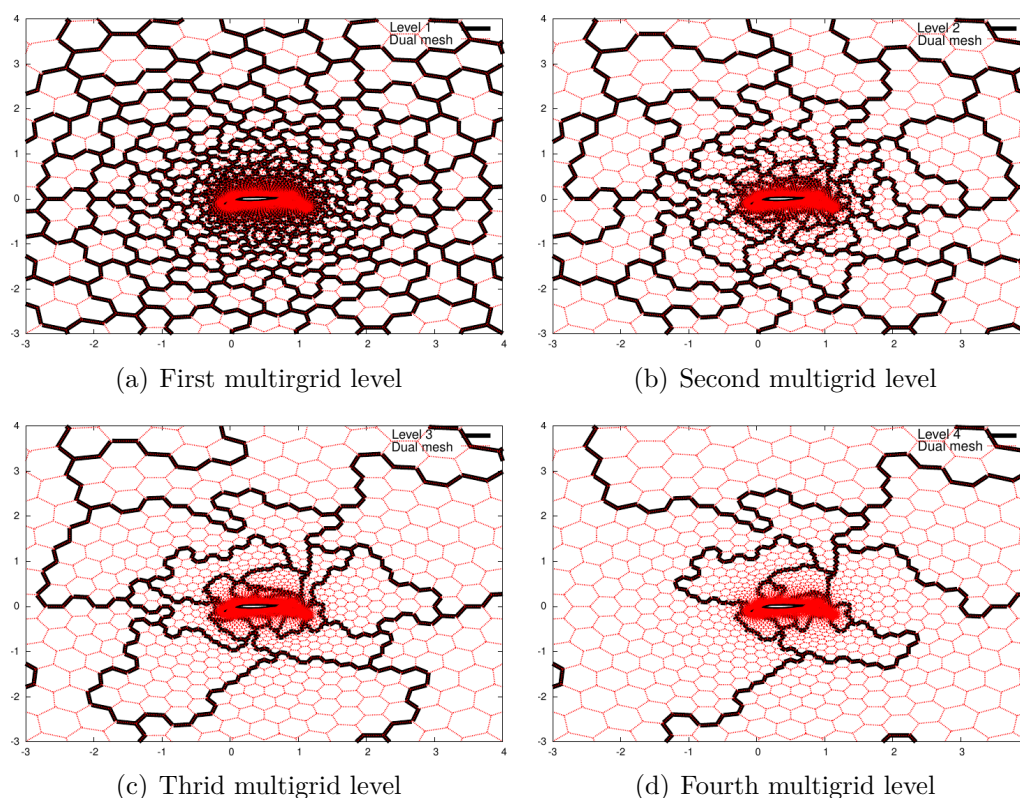 Level 1
Dual mesh
4
3
2
1
0
-1
-2
-3
-3 -2 -1 0 1 2 3 4
(a) First multirgrid level
Level 2
Dual mesh
4
3
2
1
0
-1
-2
-3
-3 -2 -1 0 1 2 3
(b) Second multigrid level
Level 3
Dual mesh
4
3
2
1
0
-1
-2
-3
-3 -2 -1 0 1 2 3 4
(c) Thrid multigrid level
Level 4
Dual mesh
4
3
2
1
0
-1
-2
-3
-3 -2 -1 0 1 2 3
(d) Fourth multigrid level